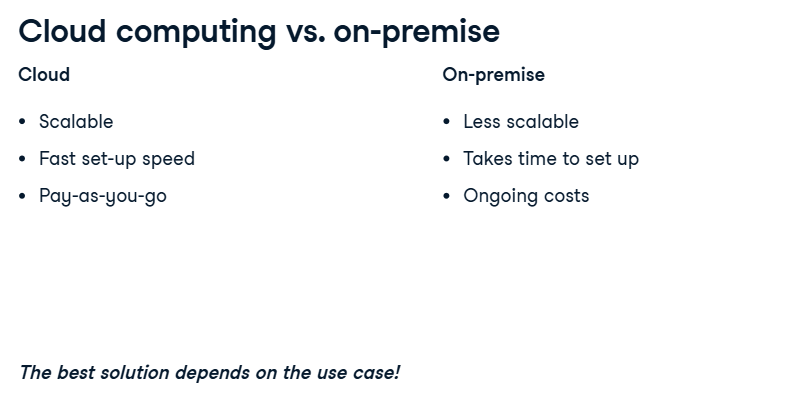 Cloud computing vs. on-premise
Cloud
• Scalable
• Fast set-up speed
• Pay-as-you-go
On-premise
• Less scalable
• Takes time to set up
• Ongoing costs
The best solution depends on the use case!